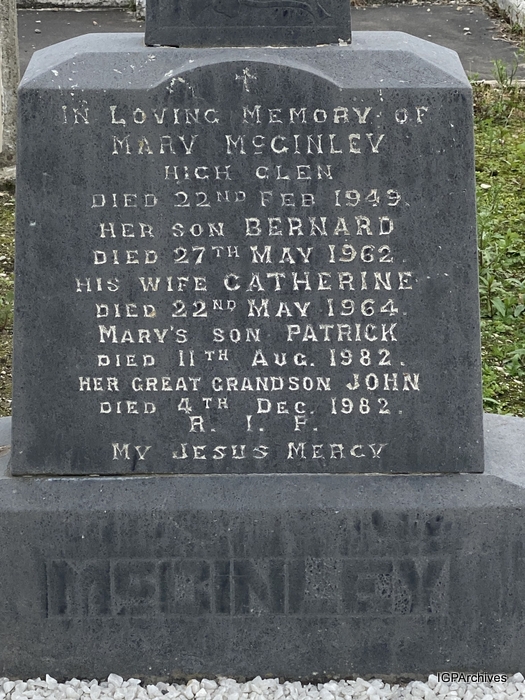 In Loving Memory of
Mary McGinley
High Glen
Died 22nd Feb 1949.
Her Son Bernard
Died 27th May 1962.
His Wife Catherine
Died 22nd May 1964.
Mary's Son Patrick
Died 11th Aug. 1982.
Her Great Grandson John
Died 4th Dec. 1982.
R. I. P.
My Jesus Mercy
McGinley
IGPArchives